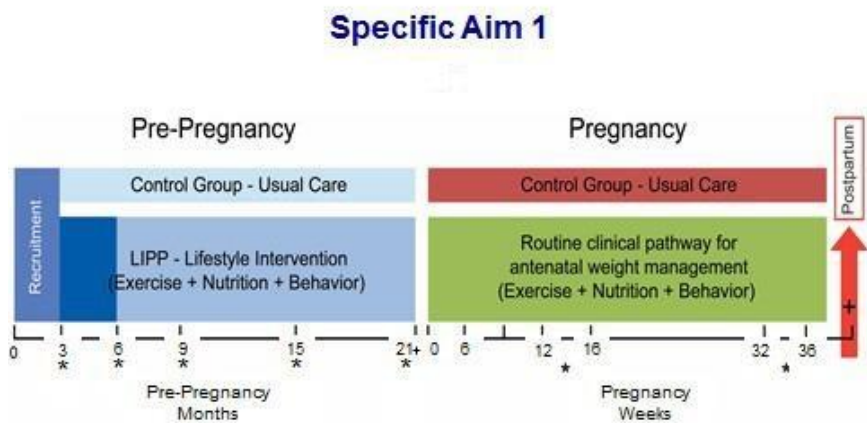 Specific Aim 1
Pre-Pregnancy
Pregnancy
Postpartum
Recruitment
Control Group - Usual Care
Control Group - Usual Care
LIPP - Lifestyle Intervention
(Exercise + Nutrition + Behavior)
Routine clinical pathway for
antenatal weight management
(Exercise + Nutrition + Behavior)
+
0 3 6 9 15 21+
0 6 12 16 32 36
* * * * *
* *
Pre-Pregnancy
Months
Pregnancy
Weeks